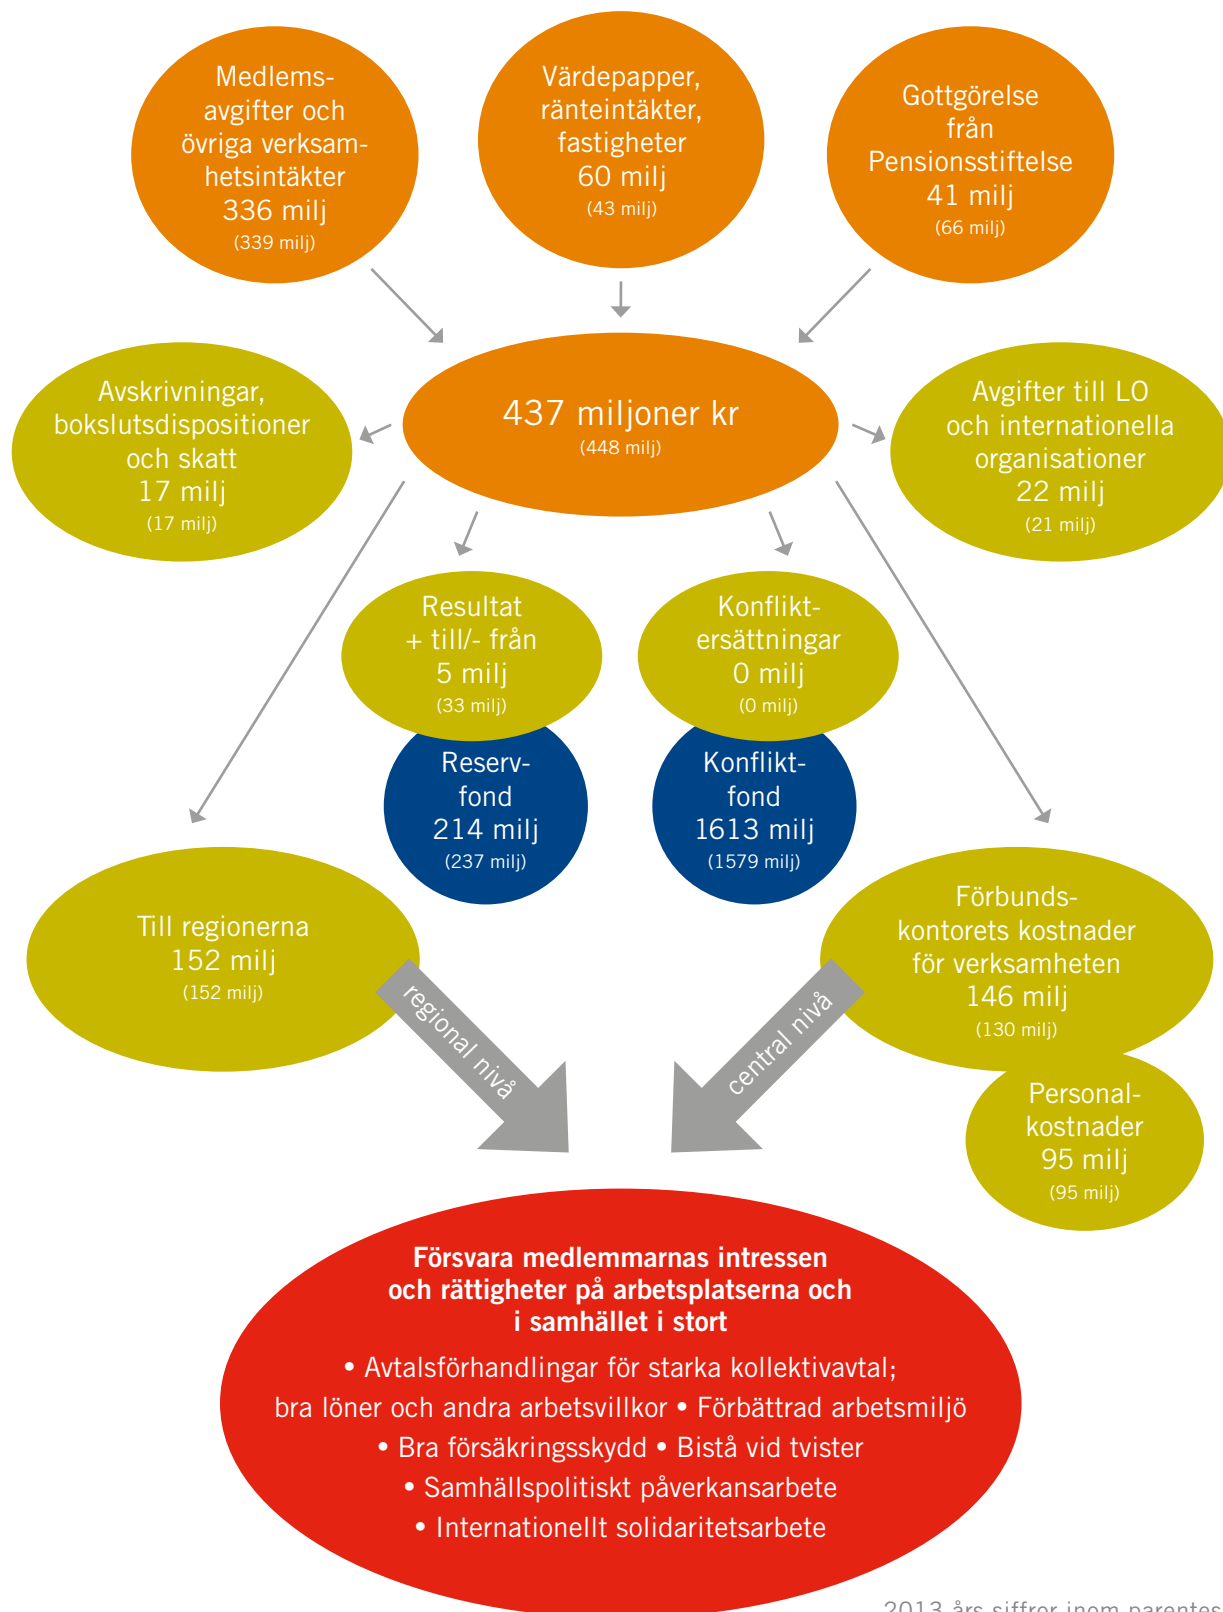 Medlems-
avgifter och
övriga verksam-
hetsintäkter
336 milj
(339 milj)
Värdepapper,
ränteintäkter,
fastigheter
60 milj
(43 milj)
Gottgörelse
från
Pensionsstiftelse
41 milj
(66 milj)
437 miljoner kr
(448 milj)
Avskrivningar,
bokslutsdispositioner
och skatt
17 milj
(17 milj)
Avgifter till LO
och internationella
organisationer
22 milj
(21 milj)
Resultat
+ till/- från
5 milj
(33 milj)
Konflikt-
ersättningar
0 milj
(0 milj)
Reserv-
fond
214 milj
(237 milj)
Konflikt-
fond
1613 milj
(1579 milj)
Till regionerna
152 milj
(152 milj)
Förbunds-
kontorets kostnader
för verksamheten
146 milj
(130 milj)
regional nivå
central nivå
Personal-
kostnader
95 milj
(95 milj)
Försvara medlemmarnas intressen
och rättigheter på arbetsplatserna och
i samhället i stort
• Avtalsförhandlingar för starka kollektivavtal;
bra löner och andra arbetsvillkor • Förbättrad arbetsmiljö
• Bra försäkringsskydd • Bistå vid tvister
• Samhällspolitiskt påverkansarbete
• Internationellt solidaritetsarbete
2013 års siffror inom parentes